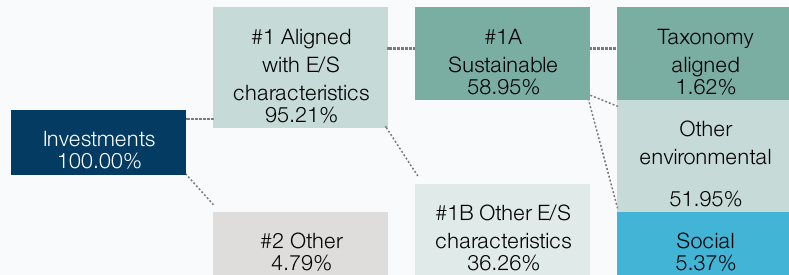 Investments
100.00%
#1 Aligned
with E/S
characteristics
95.21%
#2 Other
4.79%
#1A
Sustainable
58.95%
#1B Other E/S
characteristics
36.26%
Taxonomy
aligned
1.62%
Other
environmental
51.95%
Social
5.37%